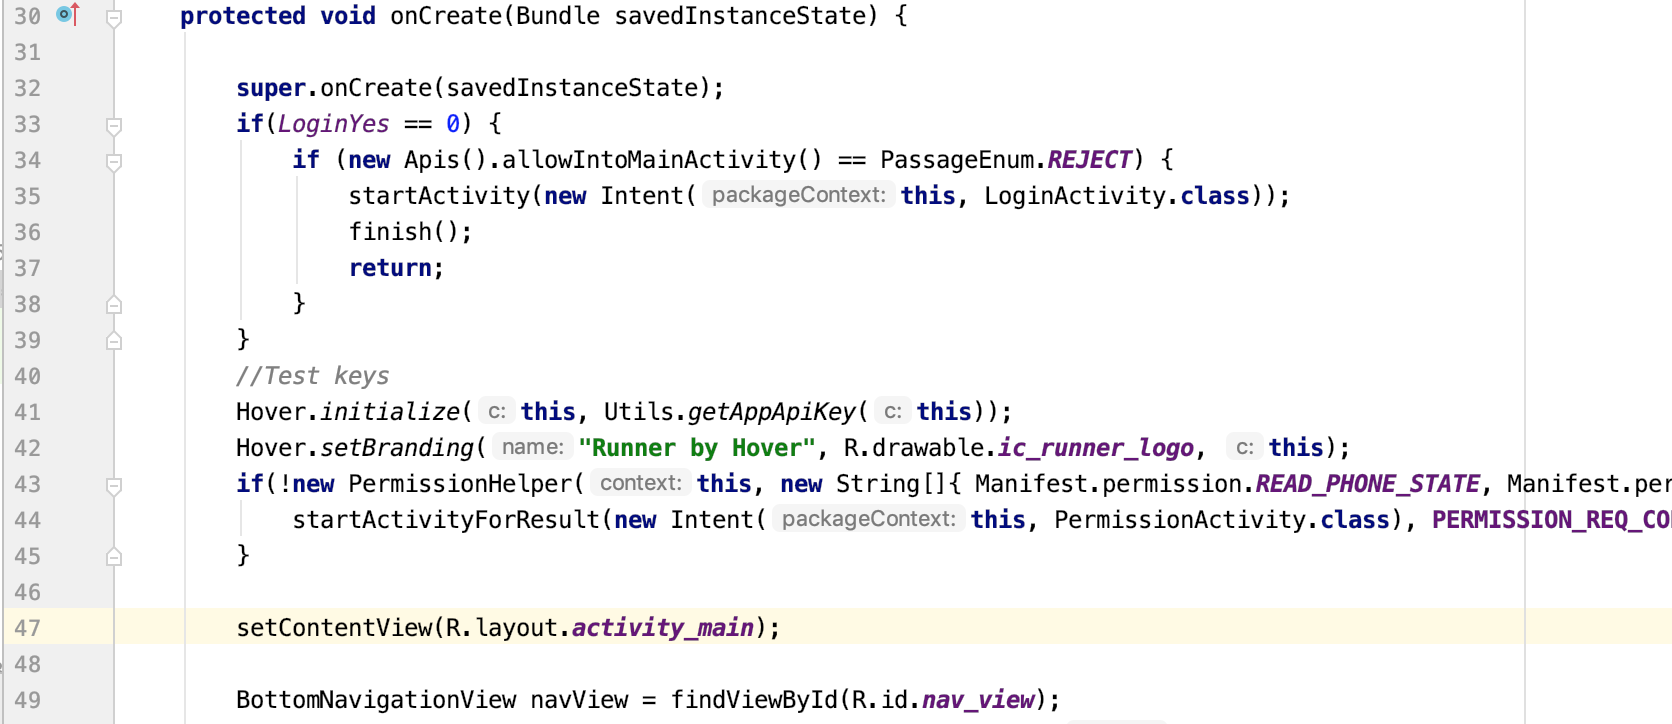 30 protected void onCreate(Bundle savedInstanceState) {
31
32 super.onCreate(savedInstanceState);
33 if(LoginYes == 0) {
34 if (new Apis().allowIntoMainActivity() == PassageEnum.REJECT) {
35 startActivity(new Intent( packageContext: this, LoginActivity.class));
36 finish();
37 return;
38 }
39 }
40 //Test keys
41 Hover.initialize( c: this, Utils.getAppApiKey( c: this));
42 Hover.setBranding( name: "Runner by Hover", R.drawable.ic_runner_logo, c: this);
43 if(!new PermissionHelper( context: this, new String[]{ Manifest.permission.READ_PHONE_STATE, Manifest.per
44 startActivityForResult(new Intent( packageContext: this, PermissionActivity.class), PERMISSION_REQ_CO
45 }
46
47 setContentView(R.layout.activity_main);
48
49 BottomNavigationView navView = findViewById(R.id.nav_view);